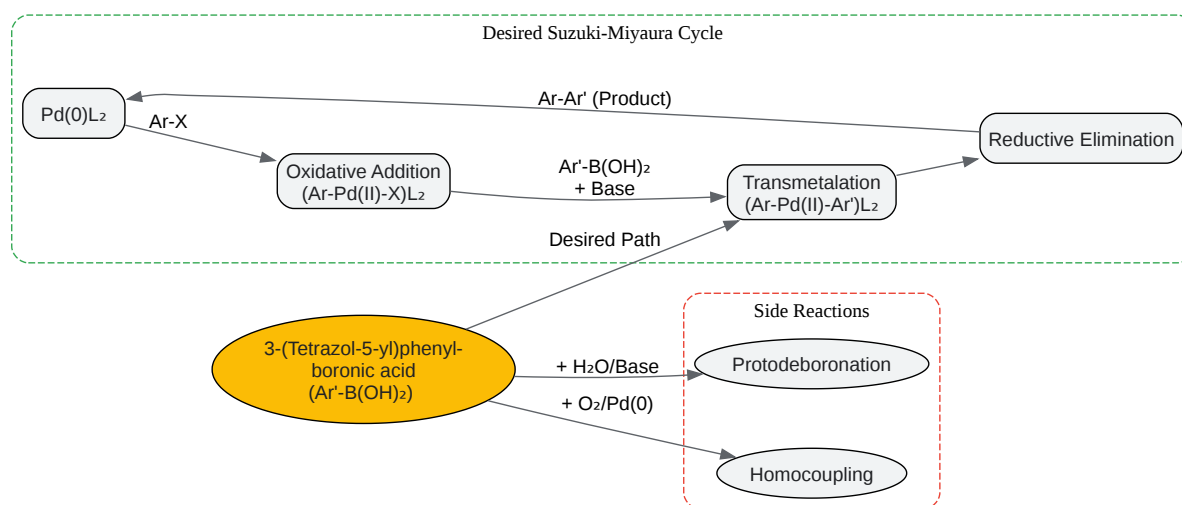 Desired Suzuki-Miyaura Cycle
Pd(0)L₂
Ar-X
Ar-Ar' (Product)
Reductive Elimination
Oxidative Addition
(Ar-Pd(II)-X)L₂
Ar'-B(OH)₂
+ Base
Transmetalation
(Ar-Pd(II)-Ar')L₂
Desired Path
3-(Tetrazol-5-yl)phenyl-
boronic acid
(Ar'-B(OH)₂)
Side Reactions
+ H₂O/Base
Protodeboronation
+ O₂/Pd(0)
Homocoupling